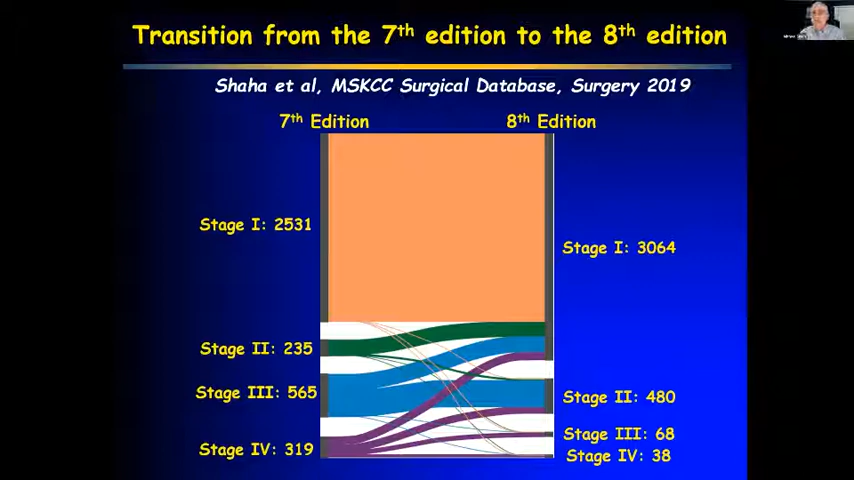 Transition from the 7th edition to the 8th edition
Shaha et al, MSKCC Surgical Database, Surgery 2019
7th Edition
8th Edition
Stage I: 2531
Stage I: 3064
Stage II: 235
Stage III: 565
Stage II: 480
Stage III: 68
Stage IV: 319
Stage IV: 38